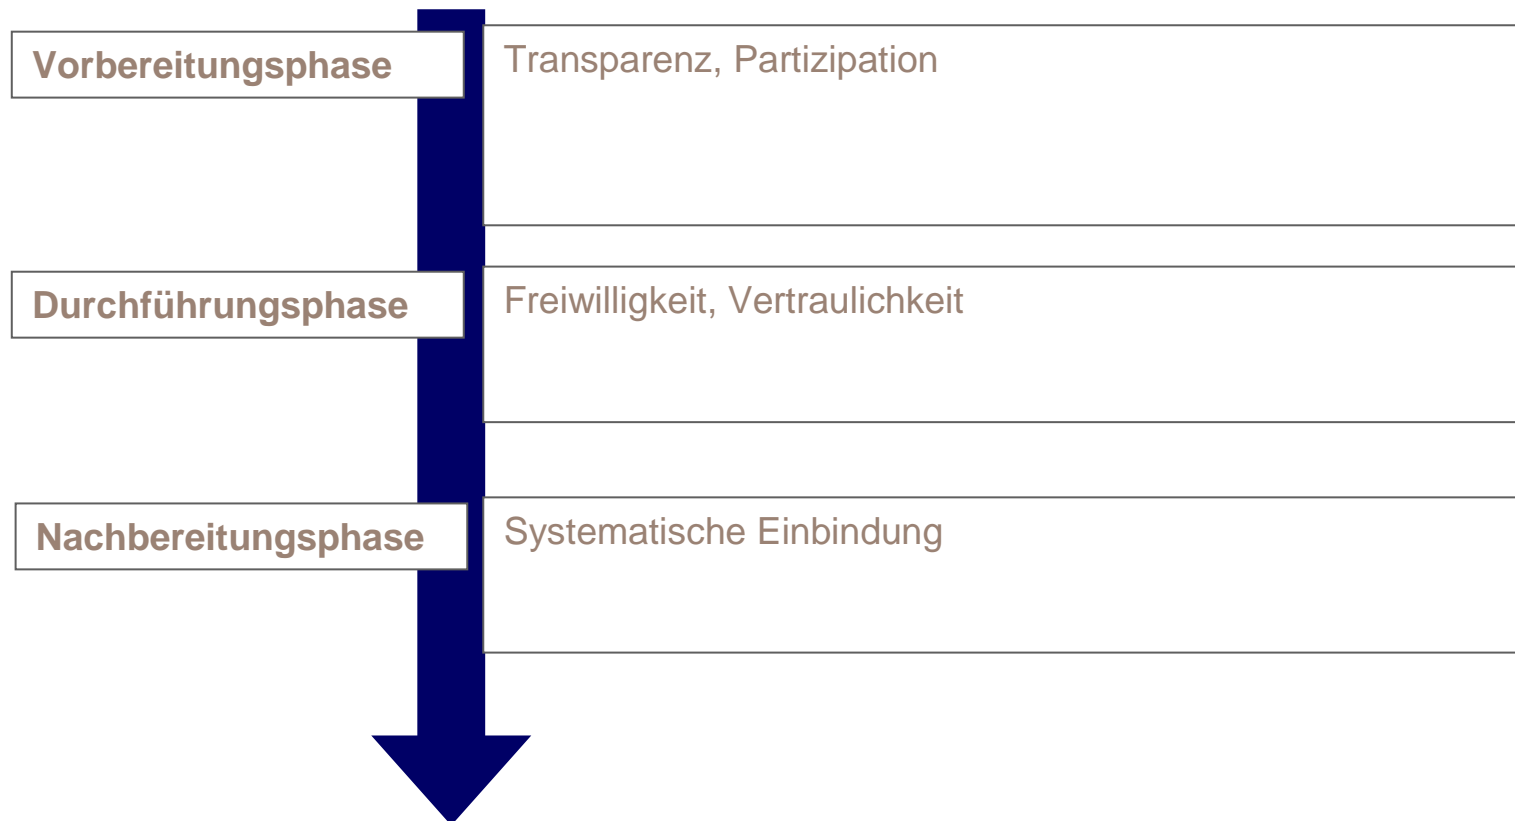 Vorbereitungsphase
Transparenz, Partizipation
Durchführungsphase
Freiwilligkeit, Vertraulichkeit
Nachbereitungsphase
Systematische Einbindung